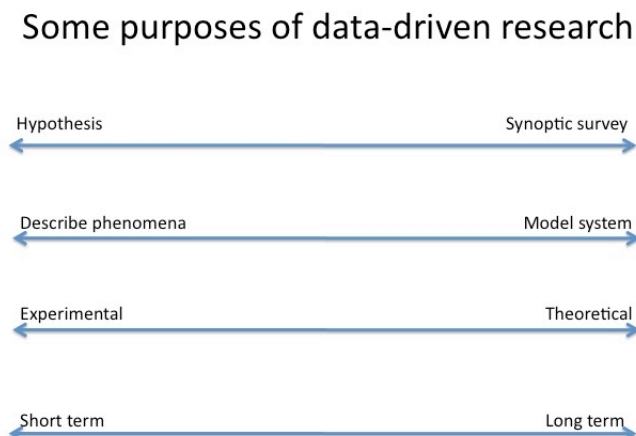 Some purposes of data-driven research
Hypothesis Synoptic survey
Describe phenomena Model system
Experimental Theoretical
Short term Long term